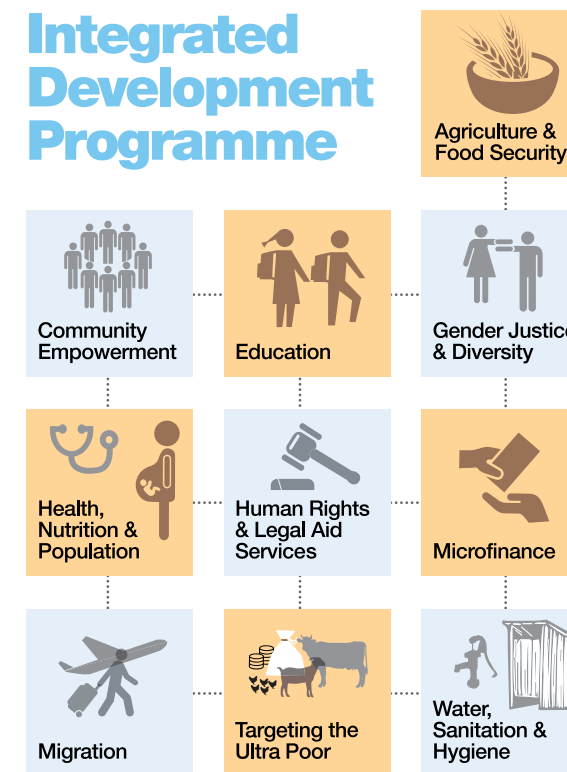 Integrated
Development
Programme
Agriculture &
Food Security
Community
Empowerment
Education
Gender Justice
& Diversity
Health,
Nutrition &
Population
Human Rights
& Legal Aid
Services
Microfinance
Migration
Targeting the
Ultra Poor
Water,
Sanitation &
Hygiene